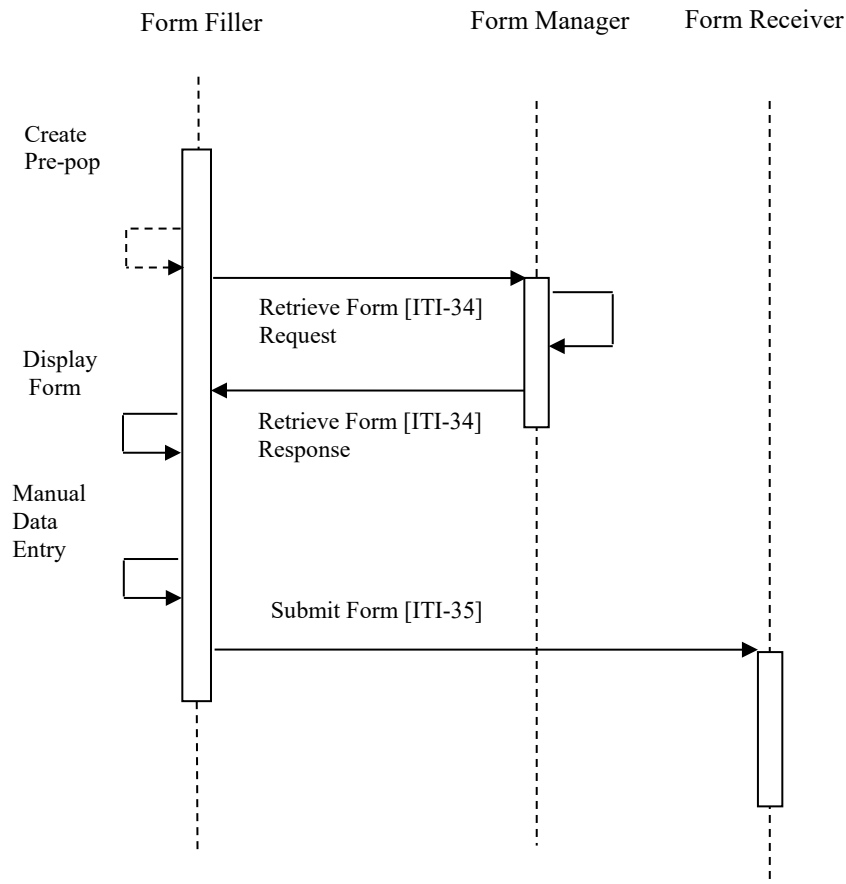 Form Filler
Form Manager
Form Receiver
Create
Pre-pop
Retrieve Form [ITI-34]
Request
Display
Form
Retrieve Form [ITI-34]
Response
Manual
Data
Entry
Submit Form [ITI-35]